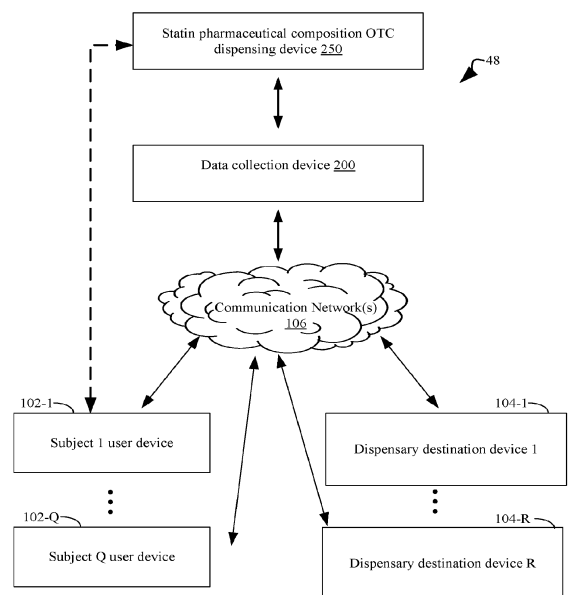 Statin pharmaceutical composition OTC
dispensing device 250
48
Data collection device 200
Communication Network(s)
106
102-1
Subject 1 user device
104-1
Dispensary destination device 1
102-Q
Subject Q user device
104-R
Dispensary destination device R